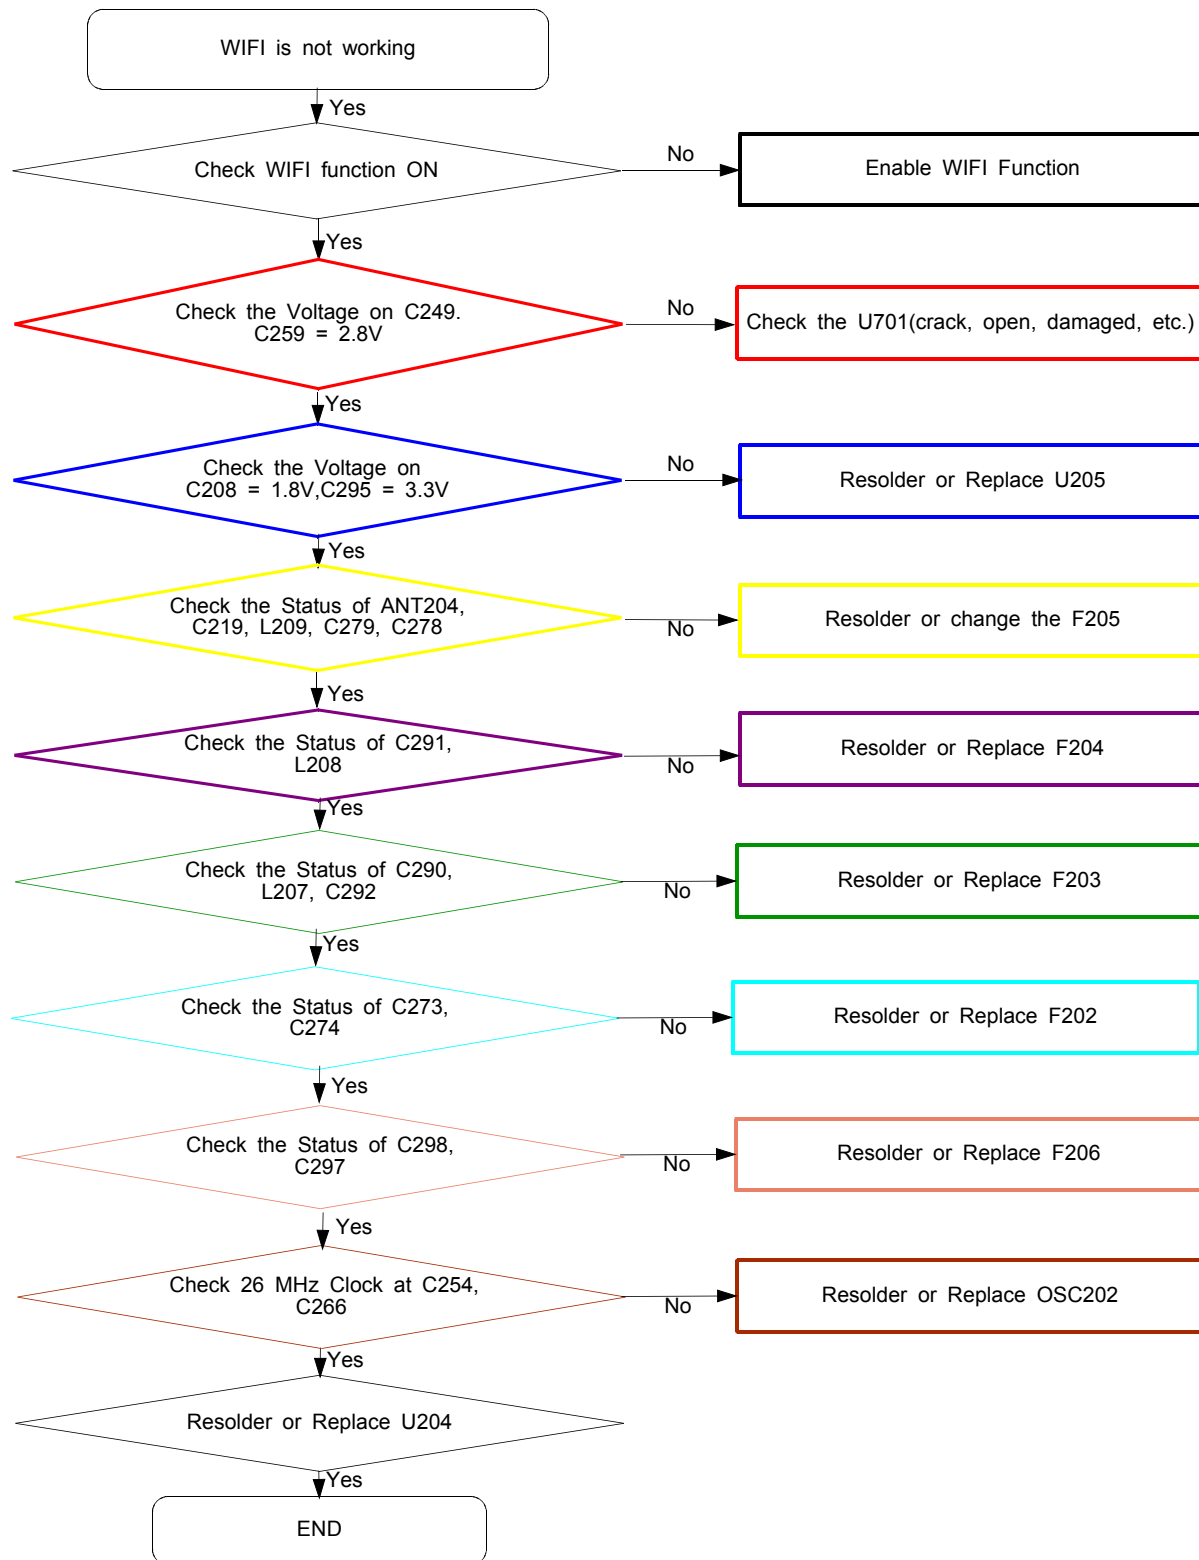 WIFI is not working
Yes
Check WIFI function ON
No
Enable WIFI Function
Yes
Check the Voltage on C249.
C259 = 2.8V
No
Check the U701(crack, open, damaged, etc.)
Yes
Check the Voltage on
C208 = 1.8V,C295 = 3.3V
No
Resolder or Replace U205
Yes
Check the Status of ANT204,
C219, L209, C279, C278
No
Resolder or change the F205
Yes
Check the Status of C291,
L208
No
Resolder or Replace F204
Yes
Check the Status of C290,
L207, C292
No
Resolder or Replace F203
Yes
Check the Status of C273,
C274
No
Resolder or Replace F202
Yes
Check the Status of C298,
C297
No
Resolder or Replace F206
Yes
Check 26 MHz Clock at C254,
C266
No
Resolder or Replace OSC202
Yes
Resolder or Replace U204
Yes
END